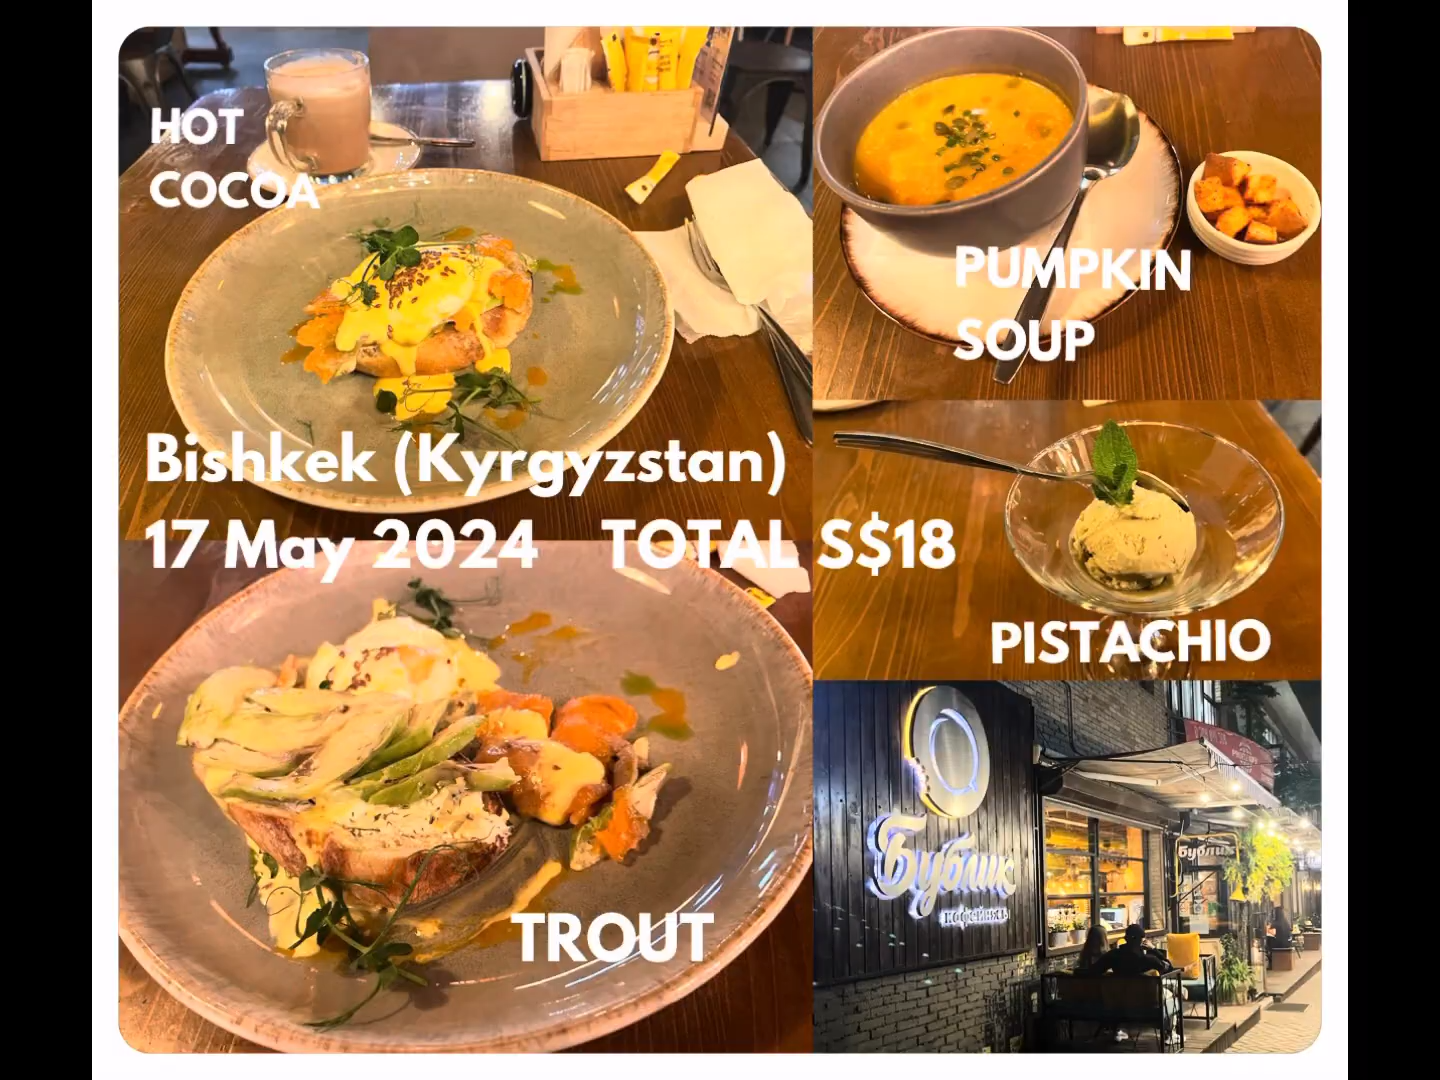 HOT
COCOA
PUMPKIN
SOUP
Bishkek (Kyrgyzstan)
17 May 2024 TOTAL S$18
PISTACHIO
TROUT
Бублик
кофейня
бублик